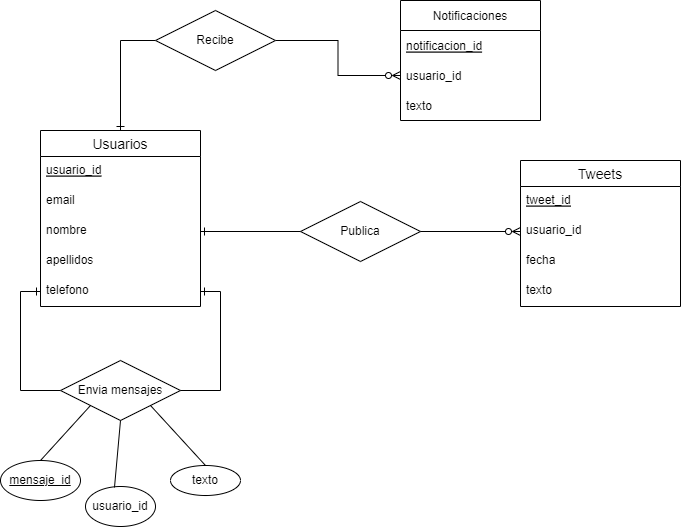 Notificaciones
notificacion_id
usuario_id
texto
Recibe
Usuarios
usuario_id
email
nombre
apellidos
telefono
Publica
Tweets
tweet_id
usuario_id
fecha
texto
Envia mensajes
mensaje_id
usuario_id
texto